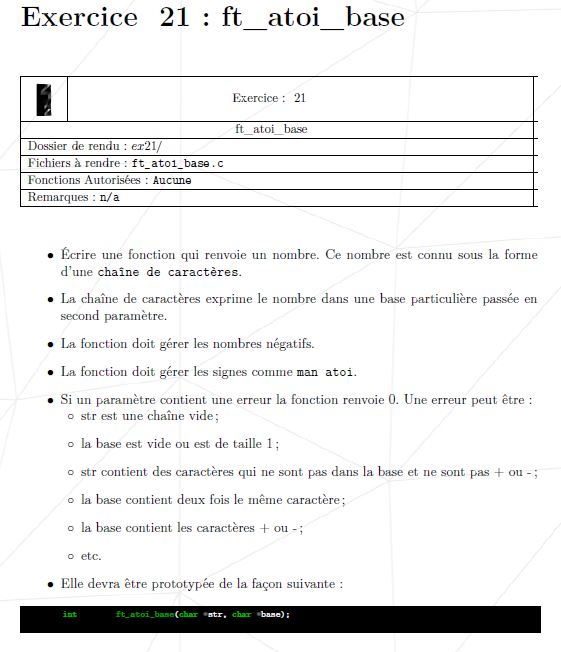 Exercice 21 : ft_atoi_base
Exercice : 21
ft_atoi_base
Dossier de rendu : ex21/
Fichiers à rendre : ft_atoi_base.c
Fonctions Autorisées : Aucune
Remarques : n/a
• Écrire une fonction qui renvoie un nombre. Ce nombre est connu sous la forme
d'une chaîne de caractères.
• La chaîne de caractères exprime le nombre dans une base particulière passée en
second paramètre.
• La fonction doit gérer les nombres négatifs.
• La fonction doit gérer les signes comme man atoi.
• Si un paramètre contient une erreur la fonction renvoie 0. Une erreur peut être :
◦ str est une chaîne vide ;
◦ la base est vide ou est de taille 1 ;
◦ str contient des caractères qui ne sont pas dans la base et ne sont pas + ou - ;
◦ la base contient deux fois le même caractère ;
◦ la base contient les caractères + ou - ;
◦ etc.
• Elle devra être prototypée de la façon suivante :
int ft_atoi_base(char *str, char *base);